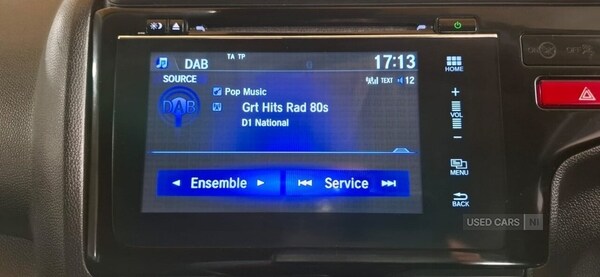 DAB
TA TP
17:13
SOURCE
TEXT 12
Pop Music
DAB
Grt Hits Rad 80s
D1 National
Ensemble
Service
HOME
+
VOL
-
MENU
BACK
USED CARS NI